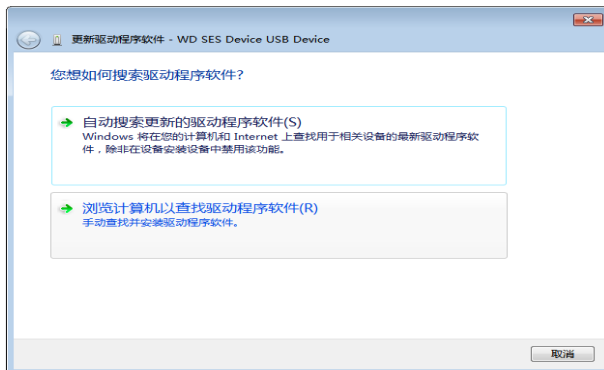 更新驱动程序软件 - WD SES Device USB Device
您想如何搜索驱动程序软件?
自动搜索更新的驱动程序软件(S)
Windows 将在您的计算机和 Internet 上查找用于相关设备的最新驱动程序软
件，除非在设备安装设备中禁用该功能。
浏览计算机以查找驱动程序软件(R)
手动查找并安装驱动程序软件。
取消